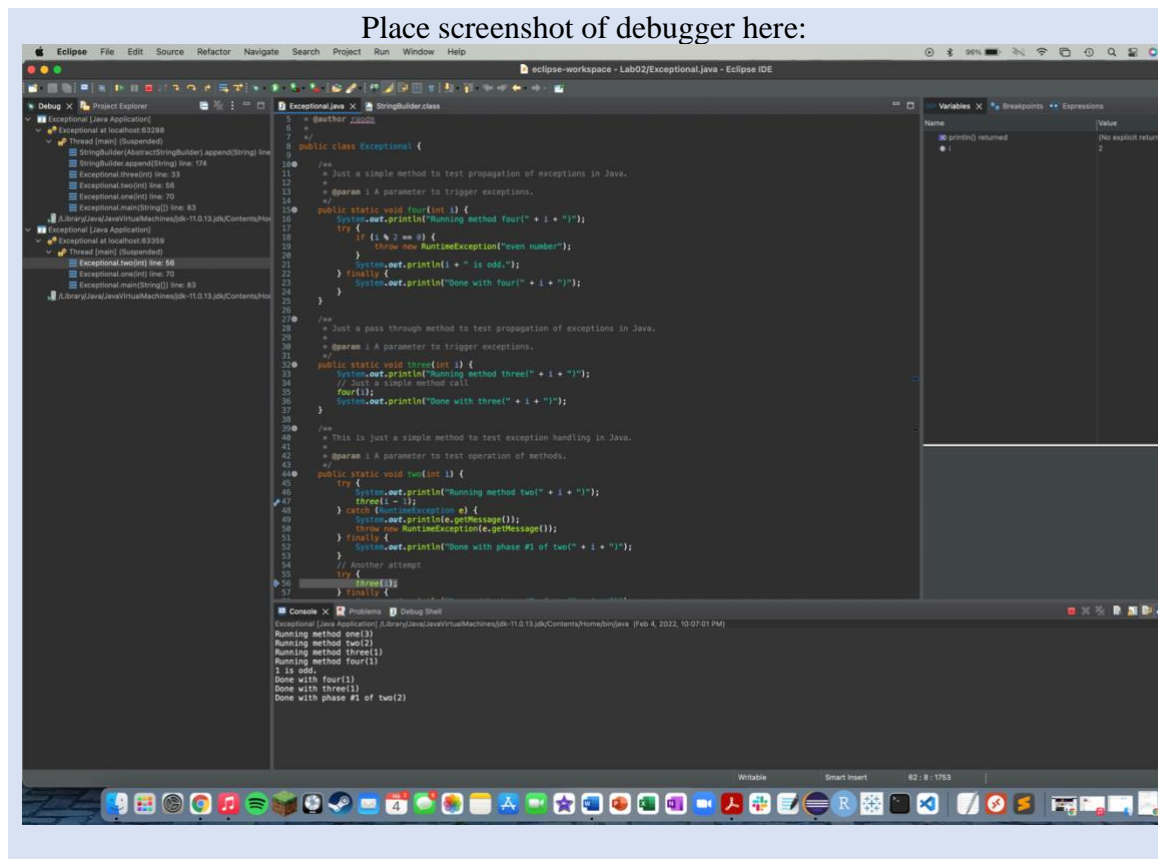 Place screenshot of debugger here:
Eclipse File Edit Source Refactor Navigate Search Project Run Window Help
98%
eclipse-workspace - Lab02/Exceptional.java - Eclipse IDE
Debug Project Explorer
Exceptional [Java Application]
Exceptional at localhost:63288
Thread [main] (Suspended)
StringBuilder(AbstractStringBuilder).append(String) line
StringBuilder.append(String) line: 174
Exceptional.three(int) line: 33
Exceptional.two(int) line: 56
Exceptional.one(int) line: 70
Exceptional.main(String[]) line: 83
/Library/Java/JavaVirtualMachines/jdk-11.0.13.jdk/Contents/Ho
Exceptional [Java Application]
Exceptional at localhost:63359
Thread [main] (Suspended)
Exceptional.two(int) line: 56
Exceptional.one(int) line: 70
Exceptional.main(String[]) line: 83
/Library/Java/JavaVirtualMachines/jdk-11.0.13.jdk/Contents/Ho
Exceptional.java StringBuilder.class
5 * @author raodm
6 *
7 */
8 public class Exceptional {
9
10 /**
11 * Just a simple method to test propagation of exceptions in Java.
12 *
13 * @param i A parameter to trigger exceptions.
14 */
15 public static void four(int i) {
16 System.out.println("Running method four(" + i + ")");
17 try {
18 if (i % 2 == 0) {
19 throw new RuntimeException("even number");
20 }
21 System.out.println(i + " is odd.");
22 } finally {
23 System.out.println("Done with four(" + i + ")");
24 }
25 }
26
27 /**
28 * Just a pass through method to test propagation of exceptions in Java.
29 *
30 * @param i A parameter to trigger exceptions.
31 */
32 public static void three(int i) {
33 System.out.println("Running method three(" + i + ")");
34 // Just a simple method call
35 four(i);
36 System.out.println("Done with three(" + i + ")");
37 }
38
39 /**
40 * This is just a simple method to test exception handling in Java.
41 *
42 * @param i A parameter to test operation of methods.
43 */
44 public static void two(int i) {
45 try {
46 System.out.println("Running method two(" + i + ")");
47 three(i - 1);
48 } catch (RuntimeException e) {
49 System.out.println(e.getMessage());
50 throw new RuntimeException(e.getMessage());
51 } finally {
52 System.out.println("Done with phase #1 of two(" + i + ")");
53 }
54 // Another attempt
55 try {
56 three(i);
57 } finally {
Variables Breakpoints Expressions
Name Value
println() returned (No explicit return
i 2
Console Problems Debug Shell
Exceptional [Java Application] /Library/Java/JavaVirtualMachines/jdk-11.0.13.jdk/Contents/Home/bin/java (Feb 4, 2022, 10:07:01 PM)
Running method one(3)
Running method two(2)
Running method three(1)
Running method four(1)
1 is odd.
Done with four(1)
Done with three(1)
Done with phase #1 of two(2)
Writable Smart Insert 62 : 8 : 1753
4